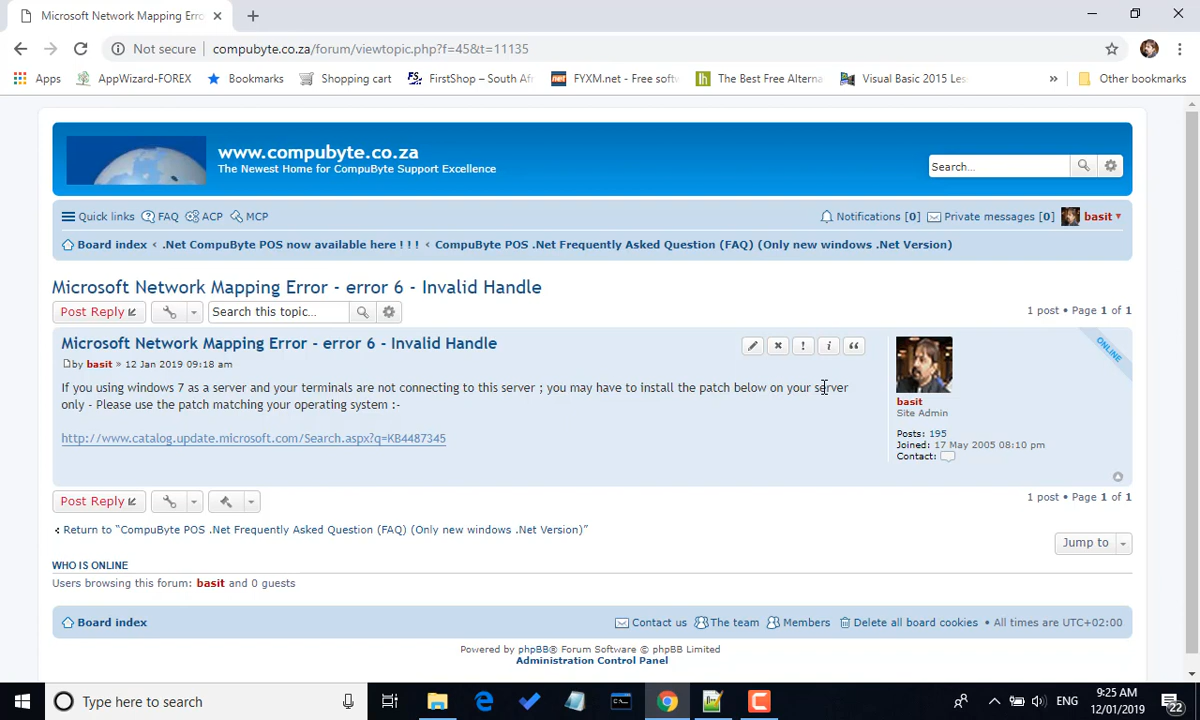 Microsoft Network Mapping Erro
Not secure
compubyte.co.za/forum/viewtopic.php?f=45&t=11135
Apps
AppWizard-FOREX
Bookmarks
Shopping cart
FS.
FirstShop – South Afr
net
FYXM.net - Free softw
h
The Best Free Alterna
Visual Basic 2015 Les
»
Other bookmarks
www.compubyte.co.za
The Newest Home for CompuByte Support Excellence
Search...
Quick links
FAQ
ACP
MCP
Notifications [0]
Private messages [0]
basit
Board index ‹ .Net CompuByte POS now available here ! ! ! ‹ CompuByte POS .Net Frequently Asked Question (FAQ) (Only new windows .Net Version)
Microsoft Network Mapping Error - error 6 - Invalid Handle
Post Reply
Search this topic...
1 post • Page 1 of 1
Microsoft Network Mapping Error - error 6 - Invalid Handle
by basit » 12 Jan 2019 09:18 am
If you using windows 7 as a server and your terminals are not connecting to this server ; you may have to install the patch below on your server
only - Please use the patch matching your operating system :-
http://www.catalog.update.microsoft.com/Search.aspx?q=KB4487345
ONLINE
basit
Site Admin
Posts: 195
Joined: 17 May 2005 08:10 pm
Contact:
Post Reply
1 post • Page 1 of 1
Return to “CompuByte POS .Net Frequently Asked Question (FAQ) (Only new windows .Net Version)”
Jump to
WHO IS ONLINE
Users browsing this forum: basit and 0 guests
Board index
Contact us
The team
Members
Delete all board cookies
• All times are UTC+02:00
Powered by phpBB® Forum Software © phpBB Limited
Administration Control Panel
Type here to search
ENG
9:25 AM
12/01/2019
22